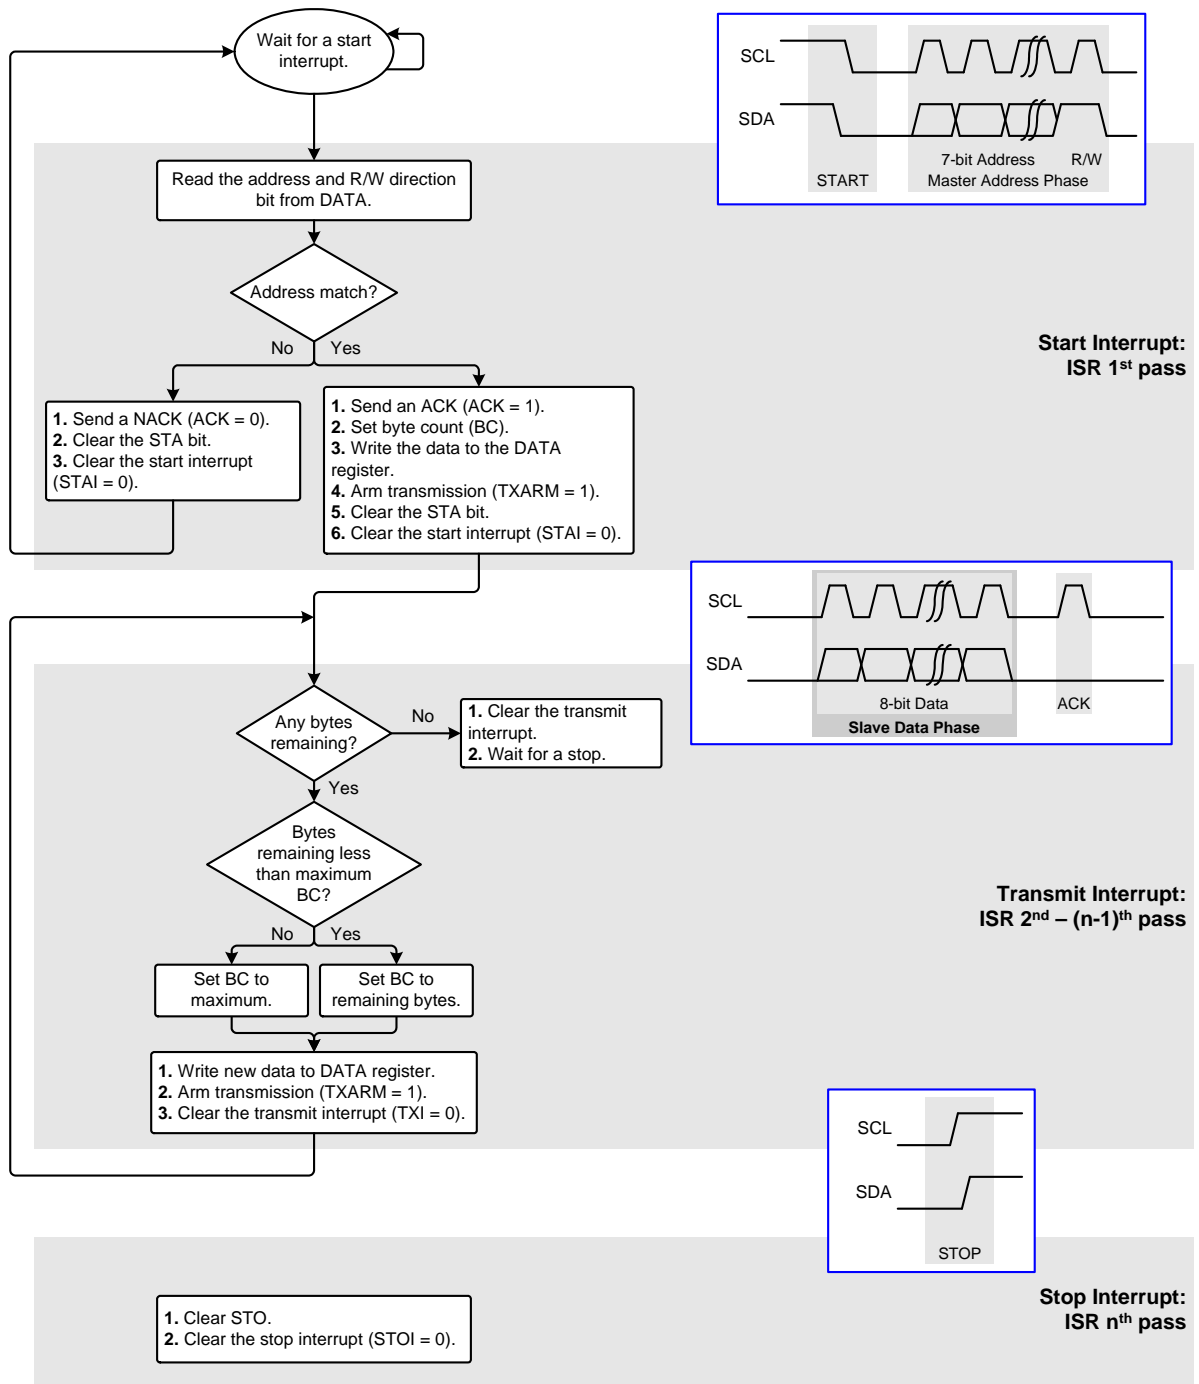 Wait for a start
interrupt.
SCL
SDA
7-bit Address
R/W
START
Master Address Phase
Read the address and R/W direction
bit from DATA.
Address match?
No
Yes
Start Interrupt:
ISR 1st pass
1. Send a NACK (ACK = 0).
2. Clear the STA bit.
3. Clear the start interrupt
(STAI = 0).
1. Send an ACK (ACK = 1).
2. Set byte count (BC).
3. Write the data to the DATA
register.
4. Arm transmission (TXARM = 1).
5. Clear the STA bit.
6. Clear the start interrupt (STAI = 0).
SCL
SDA
8-bit Data
ACK
Slave Data Phase
Any bytes
remaining?
No
1. Clear the transmit
interrupt.
2. Wait for a stop.
Yes
Bytes
remaining less
than maximum
BC?
Transmit Interrupt:
ISR 2nd – (n-1)th pass
No
Yes
Set BC to
maximum.
Set BC to
remaining bytes.
1. Write new data to DATA register.
2. Arm transmission (TXARM = 1).
3. Clear the transmit interrupt (TXI = 0).
SCL
SDA
STOP
Stop Interrupt:
ISR nth pass
1. Clear STO.
2. Clear the stop interrupt (STOI = 0).